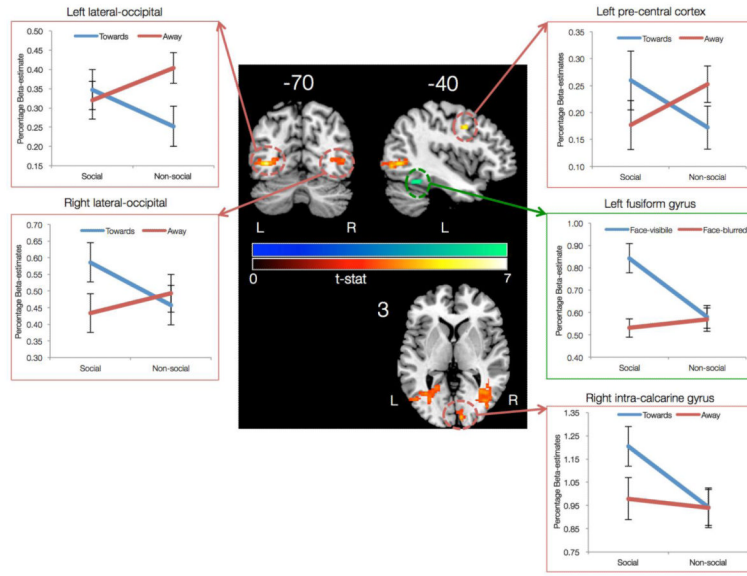 Left lateral-occipital
Towards Away
Percentage Beta-estimates
0.50
0.45
0.40
0.35
0.30
0.25
0.20
0.15
Social Non-social
Right lateral-occipital
Towards Away
Percentage Beta-estimates
0.70
0.65
0.60
0.55
0.50
0.45
0.40
0.35
0.30
Social Non-social
-70 -40
L R L
0 t-stat 7
3
L R
Left pre-central cortex
Towards Away
Percentage Beta-estimates
0.35
0.30
0.25
0.20
0.15
0.10
Social Non-social
Left fusiform gyrus
Face-visibile Face-blurred
Percentage Beta-estimate
1.00
0.90
0.80
0.70
0.60
0.50
0.40
Social Non-social
Right intra-calcarine gyrus
Towards Away
Percentage Beta-estimates
1.35
1.25
1.15
1.05
0.95
0.85
0.75
Social Non-social